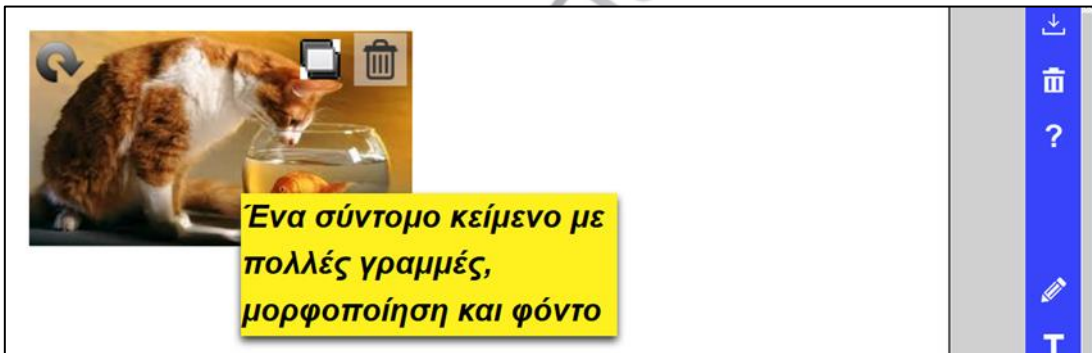 Ένα σύντομο κείμενο με
πολλές γραμμές,
μορφοποίηση και φόντο
?
T